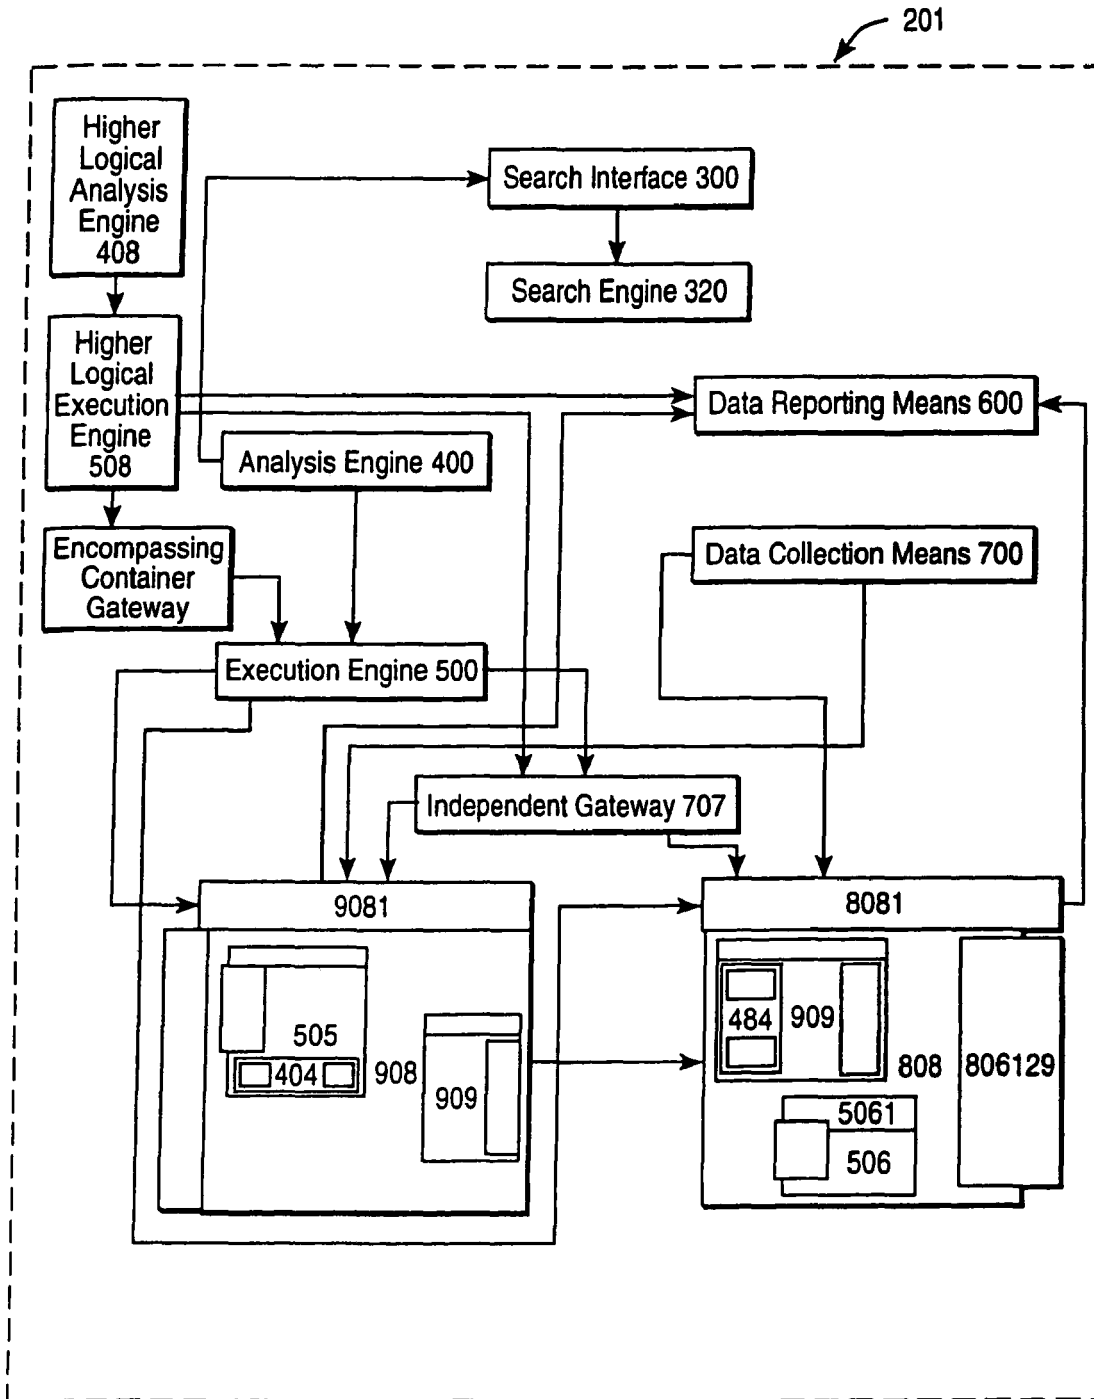 201
Higher
Logical
Analysis
Engine
408
Search Interface 300
Search Engine 320
Higher
Logical
Execution
Engine
508
Data Reporting Means 600
Analysis Engine 400
Encompassing
Container
Gateway
Data Collection Means 700
Execution Engine 500
Independent Gateway 707
9081
8081
505
404
908
909
484
909
808
806129
5061
506